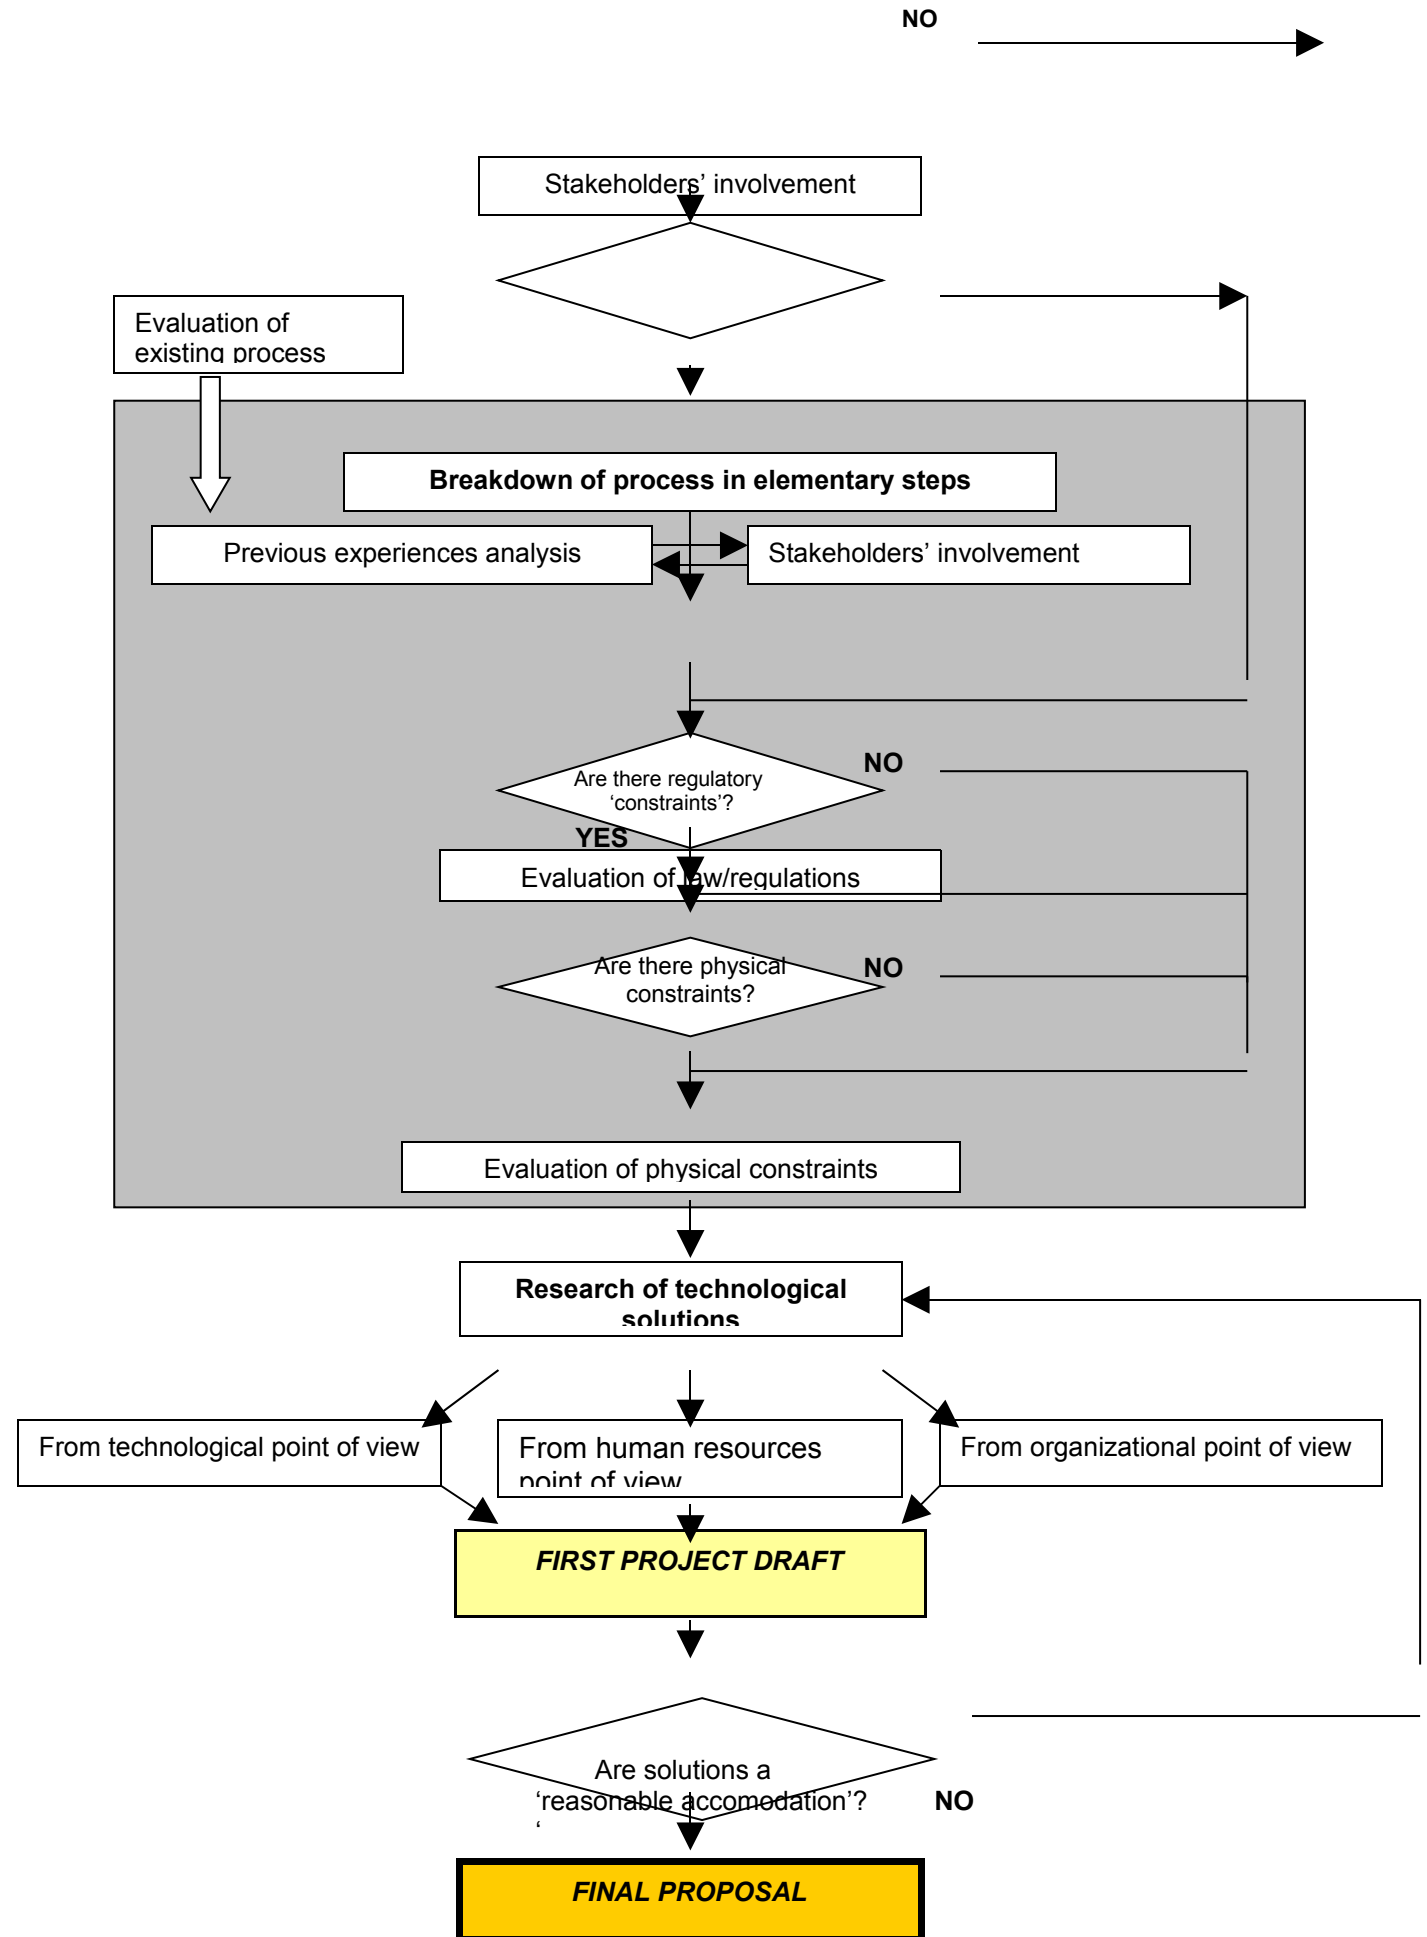 NO
Stakeholders’ involvement
Evaluation of
existing process
Breakdown of process in elementary steps
Previous experiences analysis
Stakeholders’ involvement
Are there regulatory
‘constraints’?
NO
YES
Evaluation of law/regulations
Are there physical
constraints?
NO
Evaluation of physical constraints
Research of technological
solutions
From technological point of view
From human resources
point of view
From organizational point of view
FIRST PROJECT DRAFT
Are solutions a
‘reasonable accomodation’?
‘
NO
FINAL PROPOSAL